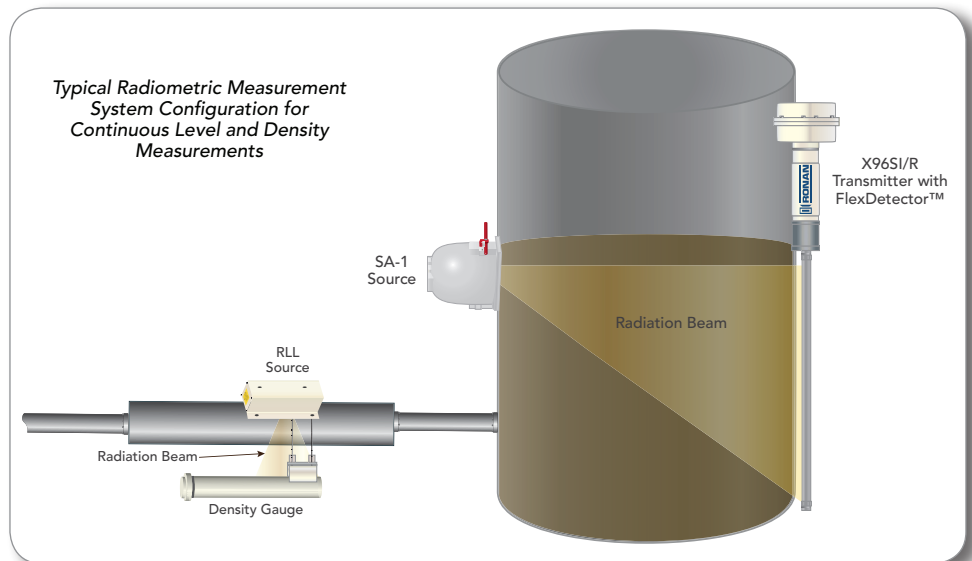 Typical Radiometric Measurement
System Configuration for
Continuous Level and Density
Measurements
X96SI/R
Transmitter with
FlexDetector™
RONAN
SA-1
Source
Radiation Beam
RLL
Source
Radiation Beam
Density Gauge